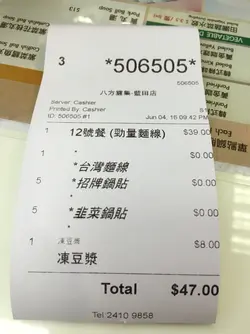 3 *506505*
506505
八方雲集-藍田店
Server: Cashier
Printed By: Cashier
ID: 506505 #1 Jun 04, 16 09:42 PM
1 12號餐 (勁量麵線) $39.00
*台灣麵線 $0.00
5 *招牌鍋貼 $0.00
5 *韭菜鍋貼 $0.00
1 凍豆漿 $8.00
凍豆漿
Total $47.00
Tel: 2410 9858